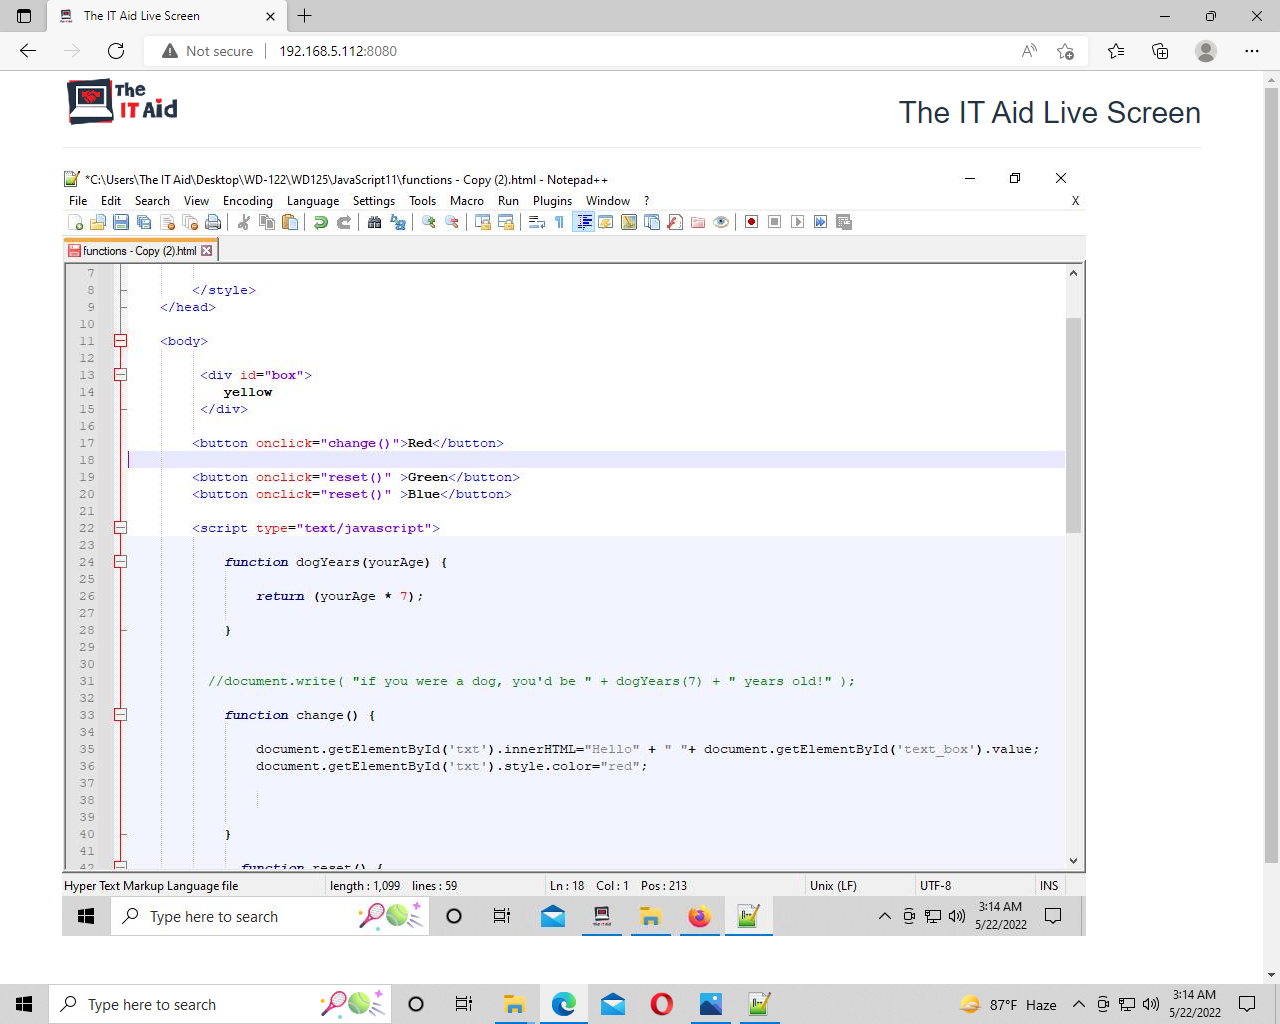 The IT Aid Live Screen
Not secure
192.168.5.112:8080
The
IT Aid
The IT Aid Live Screen
*C:\Users\The IT Aid\Desktop\WD-122\WD125\JavaScript11\functions - Copy (2).html - Notepad++
File Edit Search View Encoding Language Settings Tools Macro Run Plugins Window ? X
functions - Copy (2).html
7
8 </style>
9 </head>
10
11 <body>
12
13 <div id="box">
14 yellow
15 </div>
16
17 <button onclick="change()">Red</button>
18
19 <button onclick="reset()" >Green</button>
20 <button onclick="reset()" >Blue</button>
21
22 <script type="text/javascript">
23
24 function dogYears(yourAge) {
25
26 return (yourAge * 7);
27
28 }
29
30
31 //document.write( "if you were a dog, you'd be " + dogYears(7) + " years old!" );
32
33 function change() {
34
35 document.getElementById('txt').innerHTML="Hello" + " "+ document.getElementById('text_box').value;
36 document.getElementById('txt').style.color="red";
37
38
39
40 }
41
42 function reset() {
Hyper Text Markup Language file length : 1,099 lines : 59 Ln : 18 Col : 1 Pos : 213 Unix (LF) UTF-8 INS
Type here to search
3:14 AM
5/22/2022
Type here to search
87°F Haze
3:14 AM
5/22/2022